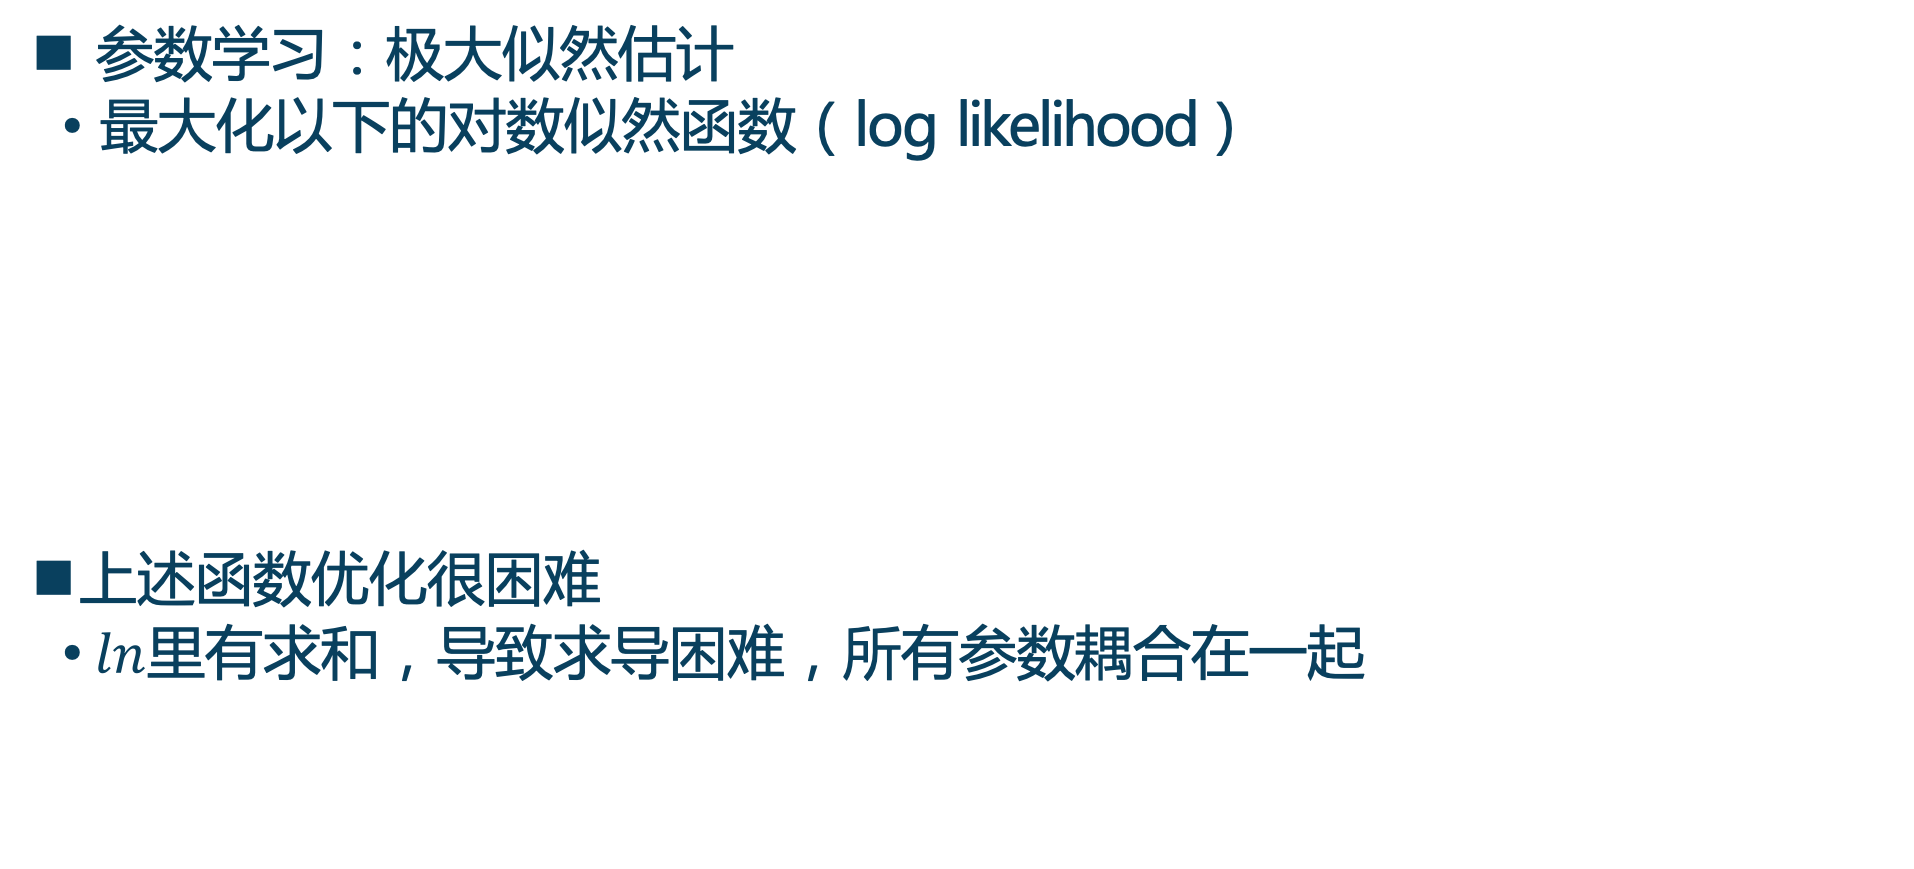 ■ 参数学习：极大似然估计
• 最大化以下的对数似然函数（log likelihood）
■上述函数优化很困难
• ln里有求和，导致求导困难，所有参数耦合在一起